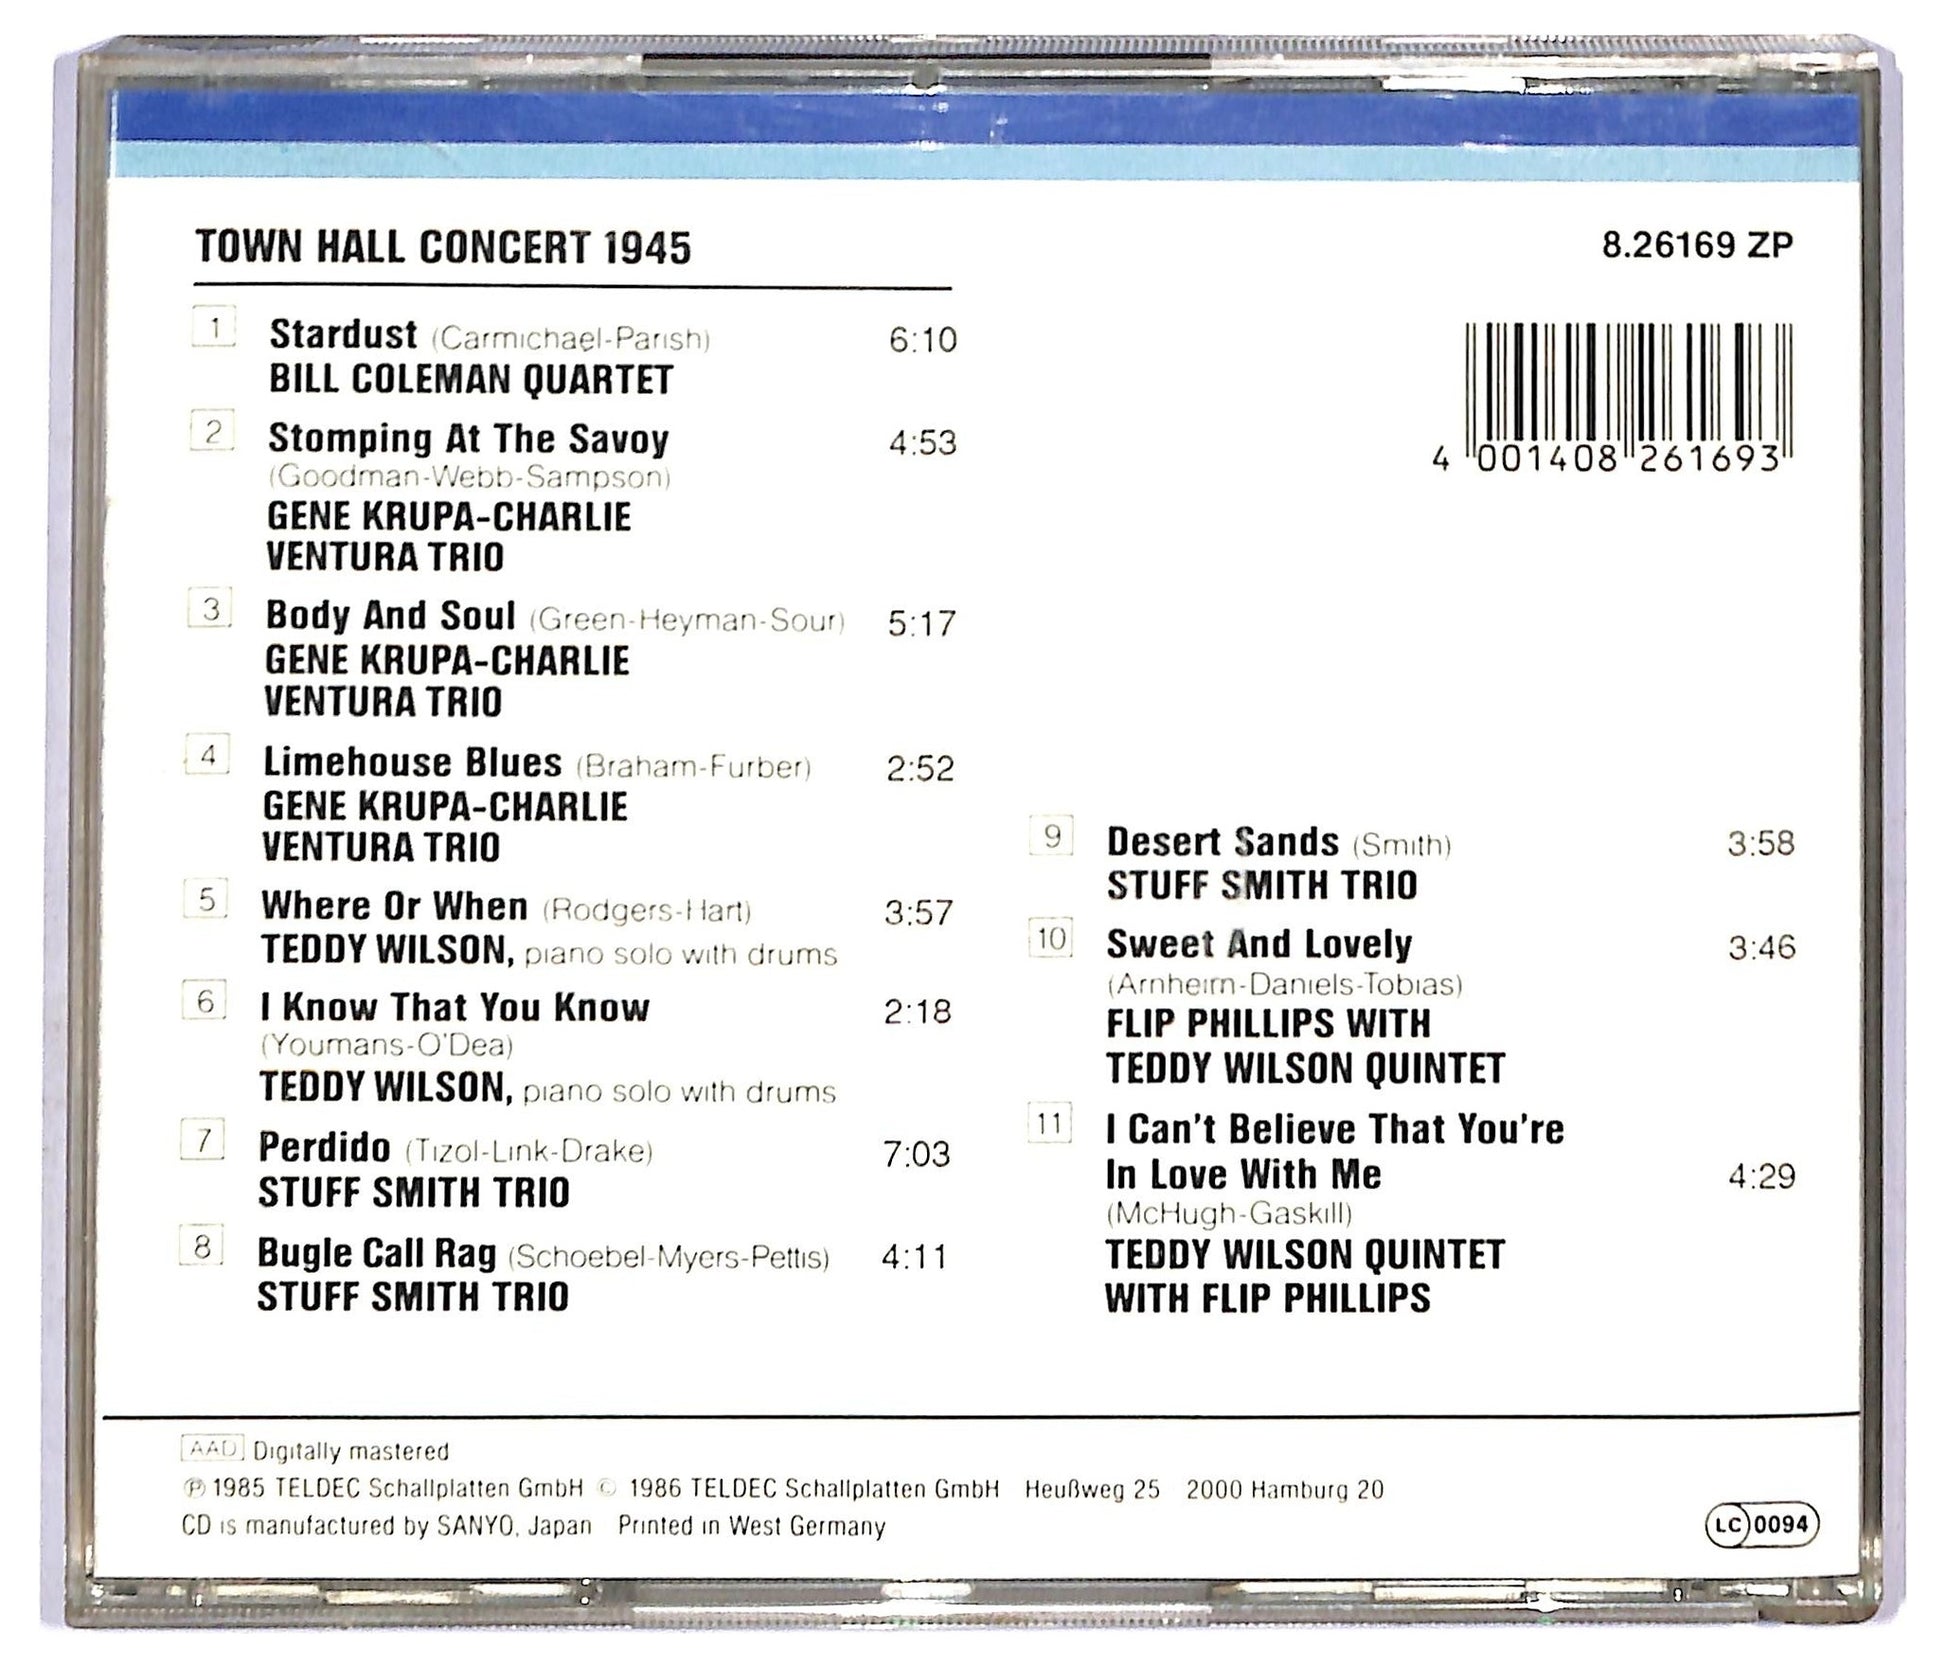 TOWN HALL CONCERT 1945
8.26169 ZP
4 001408 261693
1 Stardust (Carmichael-Parish) 6:10
BILL COLEMAN QUARTET
2 Stomping At The Savoy 4:53
(Goodman-Webb-Sampson)
GENE KRUPA-CHARLIE
VENTURA TRIO
3 Body And Soul (Green-Heyman-Sour) 5:17
GENE KRUPA-CHARLIE
VENTURA TRIO
4 Limehouse Blues (Braham-Furber) 2:52
GENE KRUPA-CHARLIE
VENTURA TRIO
5 Where Or When (Rodgers-Hart) 3:57
TEDDY WILSON, piano solo with drums
6 I Know That You Know 2:18
(Youmans-O'Dea)
TEDDY WILSON, piano solo with drums
7 Perdido (Tizol-Link-Drake) 7:03
STUFF SMITH TRIO
8 Bugle Call Rag (Schoebel-Myers-Pettis) 4:11
STUFF SMITH TRIO
9 Desert Sands (Smith) 3:58
STUFF SMITH TRIO
10 Sweet And Lovely 3:46
(Arnheim-Daniels-Tobias)
FLIP PHILLIPS WITH
TEDDY WILSON QUINTET
11 I Can't Believe That You're
In Love With Me 4:29
(McHugh-Gaskill)
TEDDY WILSON QUINTET
WITH FLIP PHILLIPS
AAD Digitally mastered
℗ 1985 TELDEC Schallplatten GmbH © 1986 TELDEC Schallplatten GmbH Heußweg 25 2000 Hamburg 20
CD is manufactured by SANYO, Japan Printed in West Germany
LC 0094